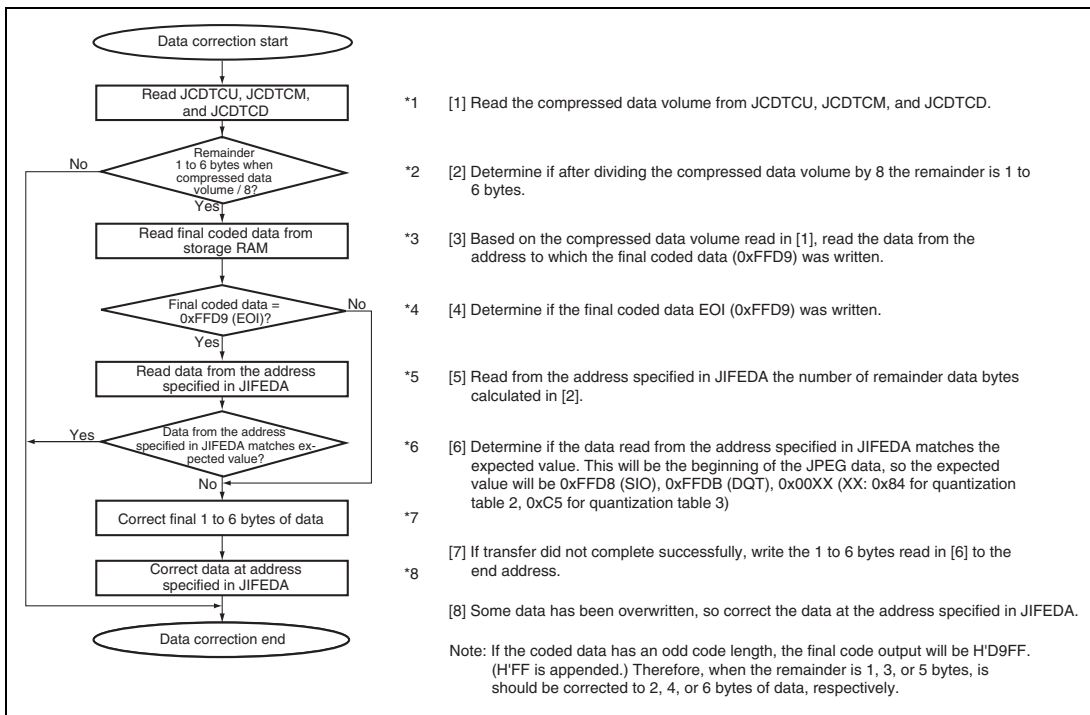 Data correction start
Read JCDTCU, JCDTCM,
and JCDTCD
Remainder
1 to 6 bytes when
compressed data
volume / 8?
No
Yes
Read final coded data from
storage RAM
Final coded data =
0xFFD9 (EOI)?
No
Yes
Read data from the address
specified in JIFEDA
Data from the address
specified in JIFEDA matches ex-
pected value?
Yes
No
Correct final 1 to 6 bytes of data
Correct data at address
specified in JIFEDA
Data correction end
*1 [1] Read the compressed data volume from JCDTCU, JCDTCM, and JCDTCD.
*2 [2] Determine if after dividing the compressed data volume by 8 the remainder is 1 to
6 bytes.
*3 [3] Based on the compressed data volume read in [1], read the data from the
address to which the final coded data (0xFFD9) was written.
*4 [4] Determine if the final coded data EOI (0xFFD9) was written.
*5 [5] Read from the address specified in JIFEDA the number of remainder data bytes
calculated in [2].
*6 [6] Determine if the data read from the address specified in JIFEDA matches the
expected value. This will be the beginning of the JPEG data, so the expected
value will be 0xFFD8 (SIO), 0xFFDB (DQT), 0x00XX (XX: 0x84 for quantization
table 2, 0xC5 for quantization table 3)
*7
[7] If transfer did not complete successfully, write the 1 to 6 bytes read in [6] to the
end address.
*8
[8] Some data has been overwritten, so correct the data at the address specified in JIFEDA.
Note: If the coded data has an odd code length, the final code output will be H'D9FF.
(H'FF is appended.) Therefore, when the remainder is 1, 3, or 5 bytes, is
should be corrected to 2, 4, or 6 bytes of data, respectively.